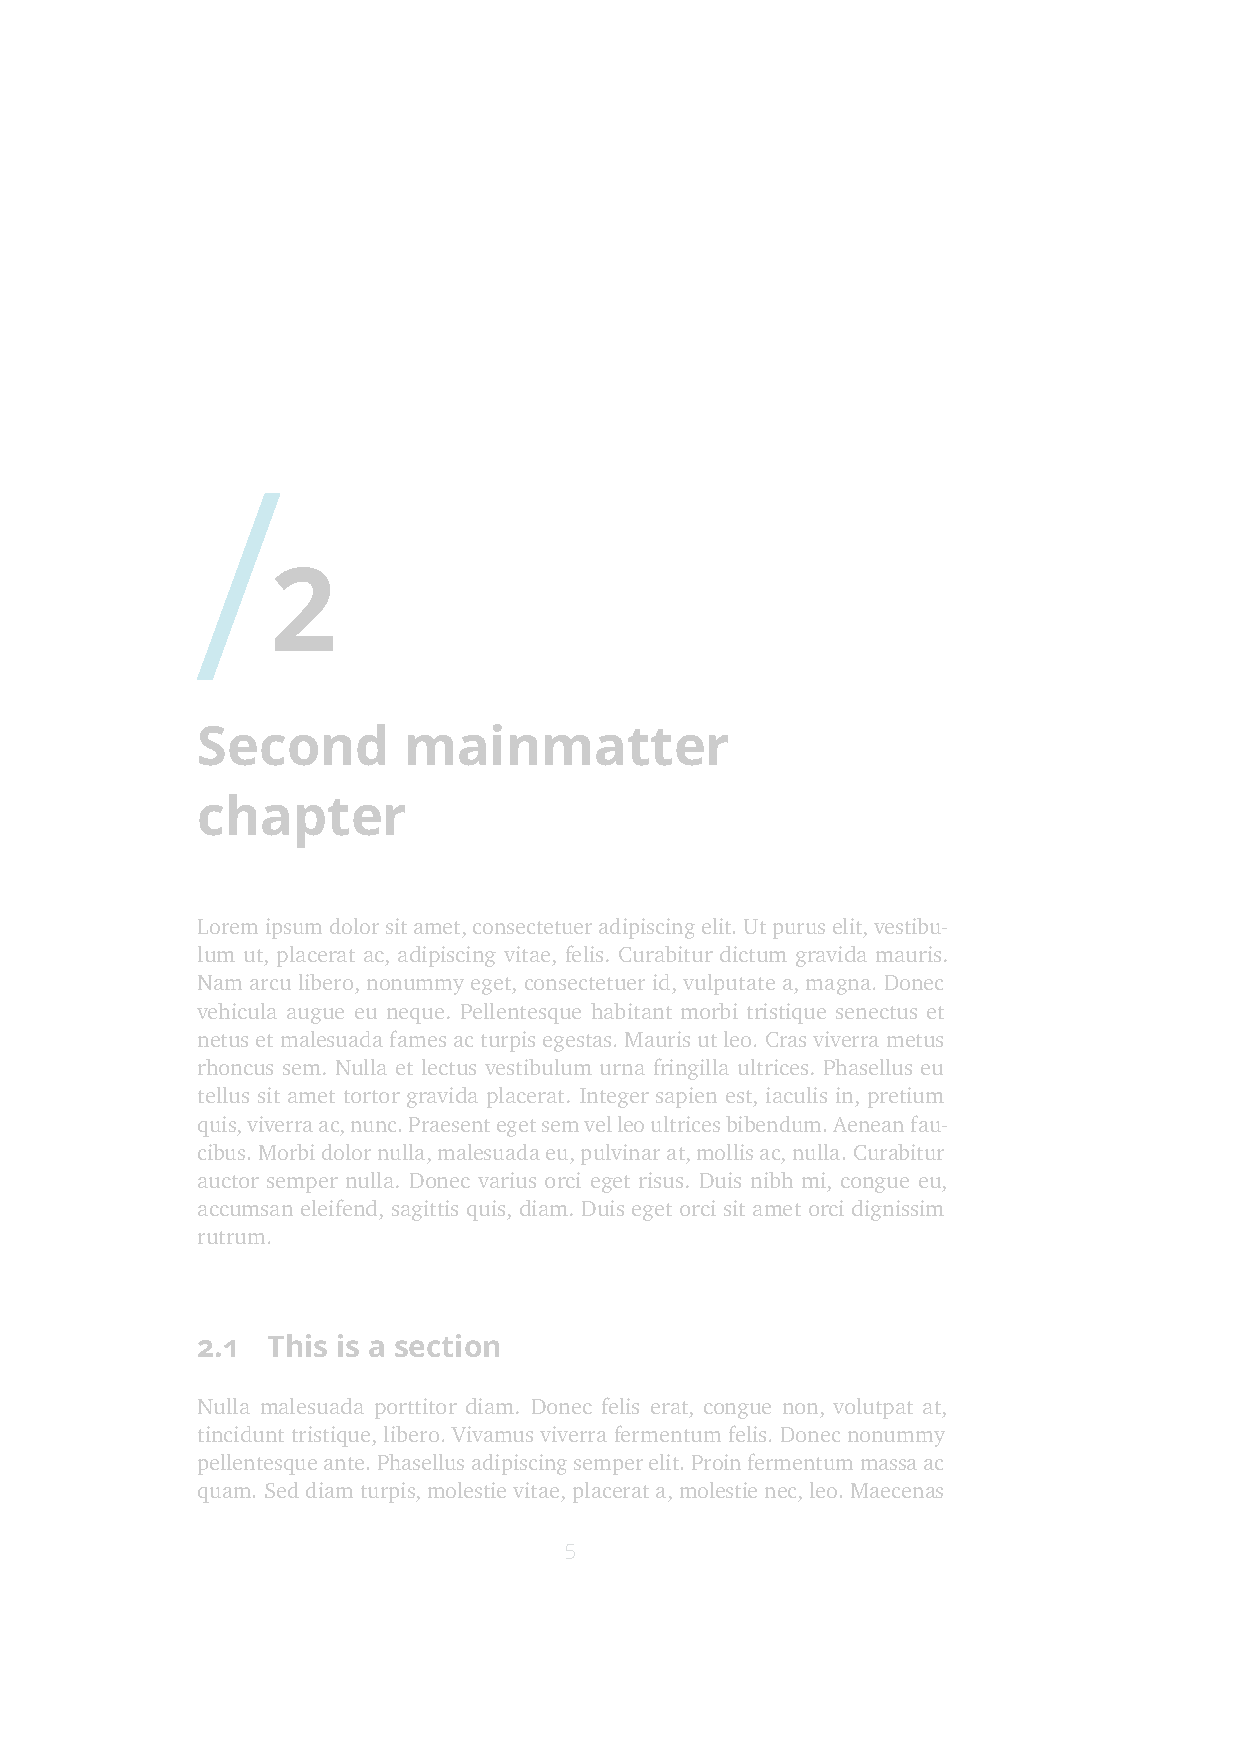 2
Second mainmatter
chapter
Lorem ipsum dolor sit amet, consectetuer adipiscing elit. Ut purus elit, vestibu-
lum ut, placerat ac, adipiscing vitae, felis. Curabitur dictum gravida mauris.
Nam arcu libero, nonummy eget, consectetuer id, vulputate a, magna. Donec
vehicula augue eu neque. Pellentesque habitant morbi tristique senectus et
netus et malesuada fames ac turpis egestas. Mauris ut leo. Cras viverra metus
rhoncus sem. Nulla et lectus vestibulum urna fringilla ultrices. Phasellus eu
tellus sit amet tortor gravida placerat. Integer sapien est, iaculis in, pretium
quis, viverra ac, nunc. Praesent eget sem vel leo ultrices bibendum. Aenean fau-
cibus. Morbi dolor nulla, malesuada eu, pulvinar at, mollis ac, nulla. Curabitur
auctor semper nulla. Donec varius orci eget risus. Duis nibh mi, congue eu,
accumsan eleifend, sagittis quis, diam. Duis eget orci sit amet orci dignissim
rutrum.
2.1 This is a section
Nulla malesuada porttitor diam. Donec felis erat, congue non, volutpat at,
tincidunt tristique, libero. Vivamus viverra fermentum felis. Donec nonummy
pellentesque ante. Phasellus adipiscing semper elit. Proin fermentum massa ac
quam. Sed diam turpis, molestie vitae, placerat a, molestie nec, leo. Maecenas
5